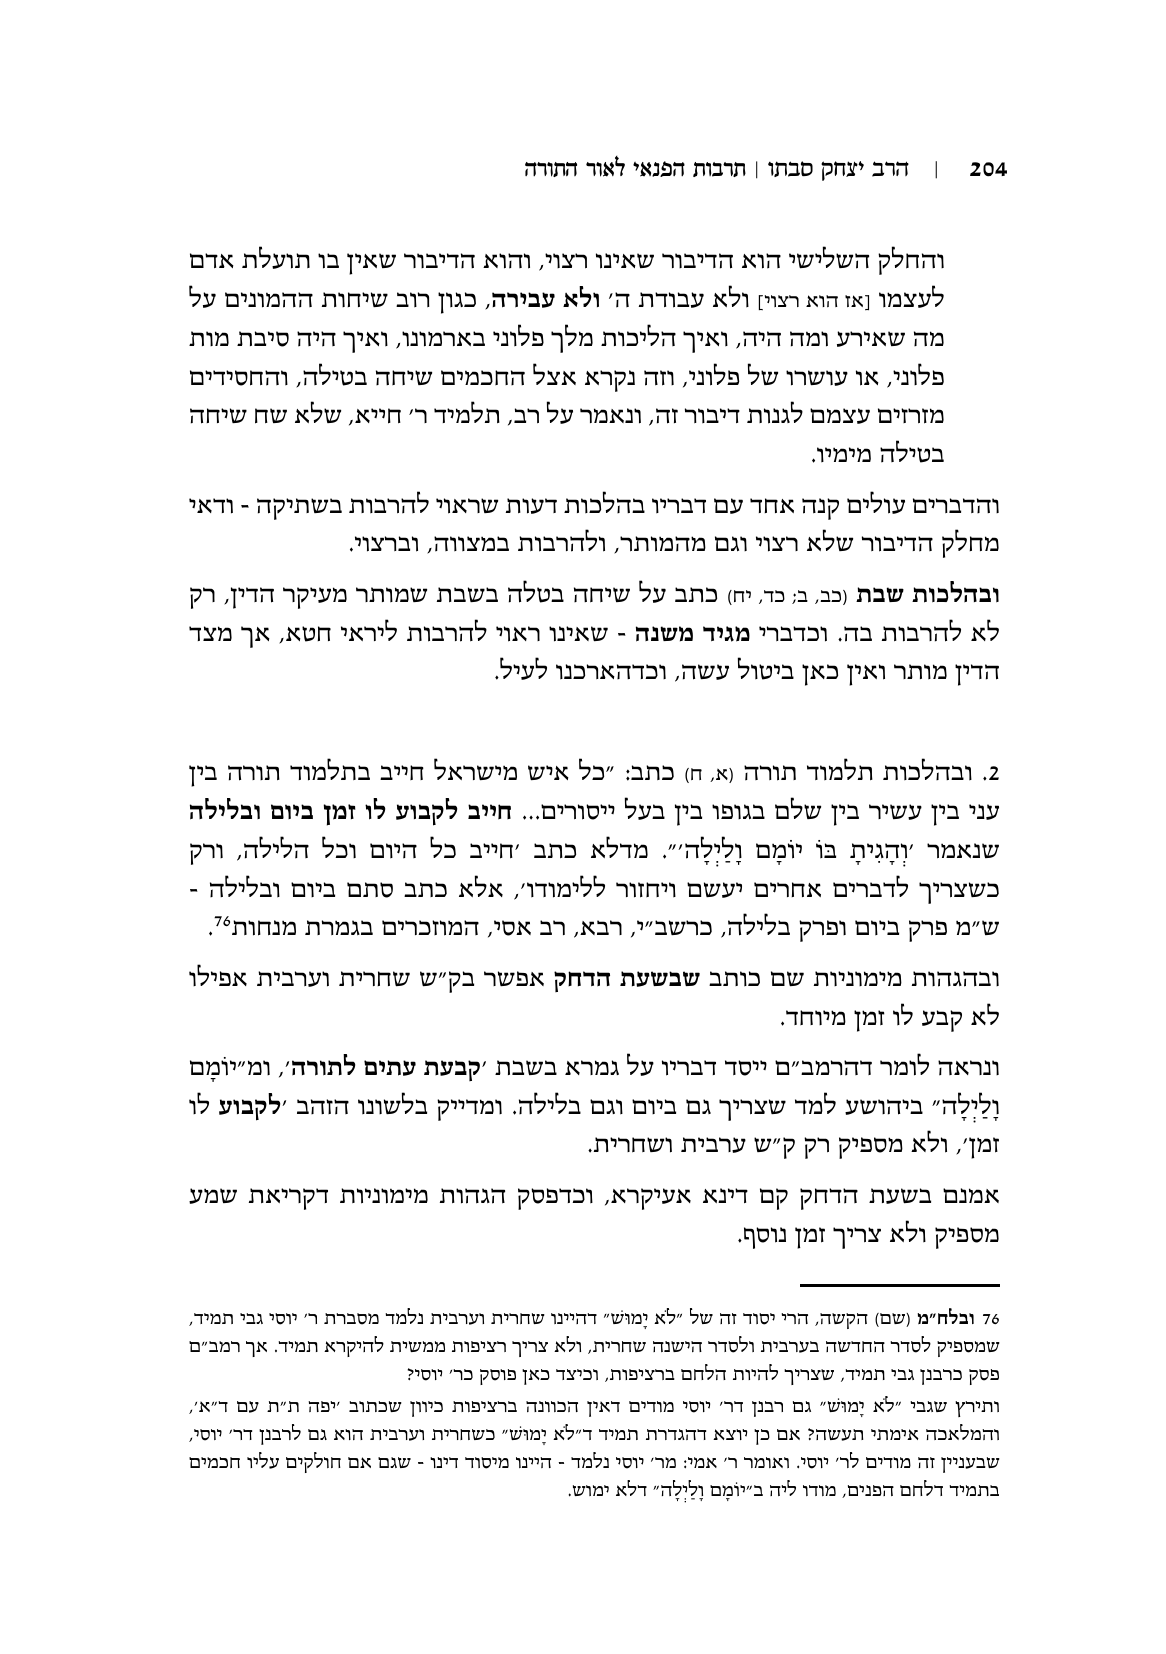 204 | הרב יצחק סבתו | תרבות הפנאי לאור התורה
והחלק השלישי הוא הדיבור שאינו רצוי, והוא הדיבור שאין בו תועלת אדם
לעצמו [אז הוא רצוי] ולא עבודת ה׳ ולא עבירה, כגון רוב שיחות ההמונים על
מה שאירע ומה היה, ואיך הליכות מלך פלוני בארמונו, ואיך היה סיבת מות
פלוני, או עושרו של פלוני, וזה נקרא אצל החכמים שיחה בטילה, והחסידים
מזרזים עצמם לגנות דיבור זה, ונאמר על רב, תלמיד ר׳ חייא, שלא שח שיחה
בטילה מימיו.
והדברים עולים קנה אחד עם דבריו בהלכות דעות שראוי להרבות בשתיקה - ודאי
מחלק הדיבור שלא רצוי וגם מהמותר, ולהרבות במצווה, וברצוי.
ובהלכות שבת (כב, ב; כד, יח) כתב על שיחה בטלה בשבת שמותר מעיקר הדין, רק
לא להרבות בה. וכדברי מגיד משנה - שאינו ראוי להרבות ליראי חטא, אך מצד
הדין מותר ואין כאן ביטול עשה, וכדהארכנו לעיל.
2. ובהלכות תלמוד תורה (א, ח) כתב: ״כל איש מישראל חייב בתלמוד תורה בין
עני בין עשיר בין שלם בגופו בין בעל ייסורים... חייב לקבוע לו זמן ביום ובלילה
שנאמר ׳וְהָגִיתָ בּוֹ יוֹמָם וָלַיְלָה׳״. מדלא כתב ׳חייב כל היום וכל הלילה, ורק
כשצריך לדברים אחרים יעשם ויחזור ללימודו׳, אלא כתב סתם ביום ובלילה -
ש״מ פרק ביום ופרק בלילה, כרשב״י, רבא, רב אסי, המוזכרים בגמרת מנחות76.
ובהגהות מימוניות שם כותב שבשעת הדחק אפשר בק״ש שחרית וערבית אפילו
לא קבע לו זמן מיוחד.
ונראה לומר דהרמב״ם ייסד דבריו על גמרא בשבת ׳קבעת עתים לתורה׳, ומ״יוֹמָם
וָלַיְלָה״ ביהושע למד שצריך גם ביום וגם בלילה. ומדייק בלשונו הזהב ׳לקבוע לו
זמן׳, ולא מספיק רק ק״ש ערבית ושחרית.
אמנם בשעת הדחק קם דינא אעיקרא, וכדפסק הגהות מימוניות דקריאת שמע
מספיק ולא צריך זמן נוסף.
76 ובלח״מ (שם) הקשה, הרי יסוד זה של ״לֹא יָמוּשׁ״ דהיינו שחרית וערבית נלמד מסברת ר׳ יוסי גבי תמיד,
שמספיק לסדר החדשה בערבית ולסדר הישנה שחרית, ולא צריך רציפות ממשית להיקרא תמיד. אך רמב״ם
פסק כרבנן גבי תמיד, שצריך להיות הלחם ברציפות, וכיצד כאן פוסק כר׳ יוסי?
ותירץ שגבי ״לֹא יָמוּשׁ״ גם רבנן דר׳ יוסי מודים דאין הכוונה ברציפות כיוון שכתוב ׳יפה ת״ת עם ד״א׳,
והמלאכה אימתי תעשה? אם כן יוצא דהגדרת תמיד ד״לֹא יָמוּשׁ״ כשחרית וערבית הוא גם לרבנן דר׳ יוסי,
שבעניין זה מודים לר׳ יוסי. ואומר ר׳ אמי: מר׳ יוסי נלמד - היינו מיסוד דינו - שגם אם חולקים עליו חכמים
בתמיד דלחם הפנים, מודו ליה ב״יוֹמָם וָלַיְלָה״ דלא ימוש.